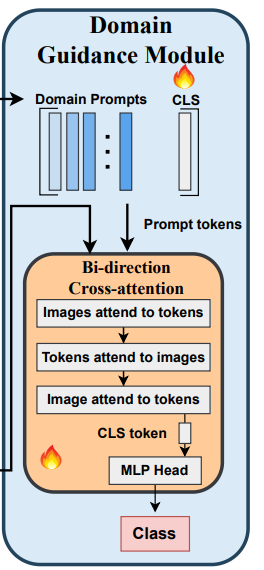 Domain
Guidance Module
Domain Prompts
CLS
Prompt tokens
Bi-direction
Cross-attention
Images attend to tokens
Tokens attend to images
Image attend to tokens
CLS token
MLP Head
Class